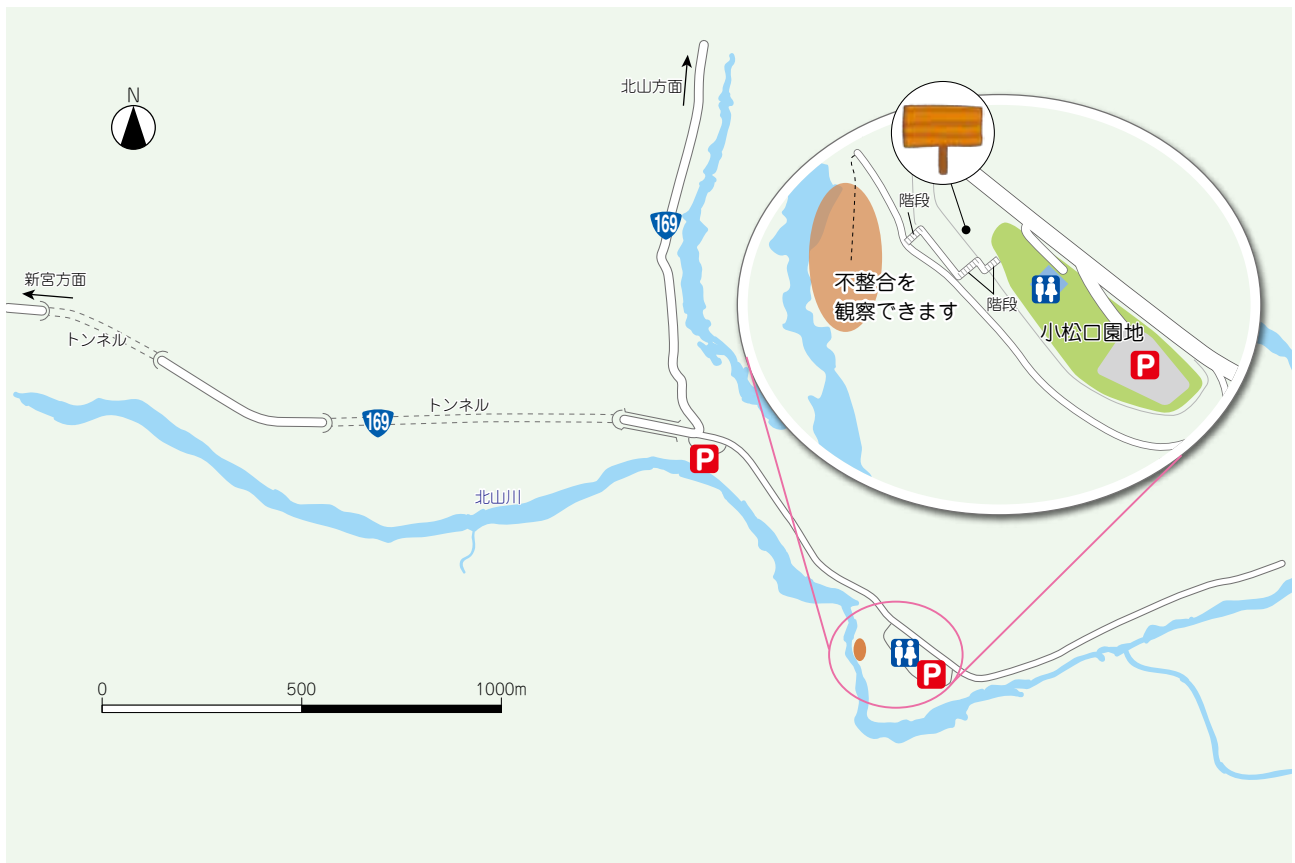 N
北山方面
169
新宮方面
トンネル
トンネル
169
P
北山川
階段
階段
不整合を
観察できます
小松口園地
P
P
0 500 1000m